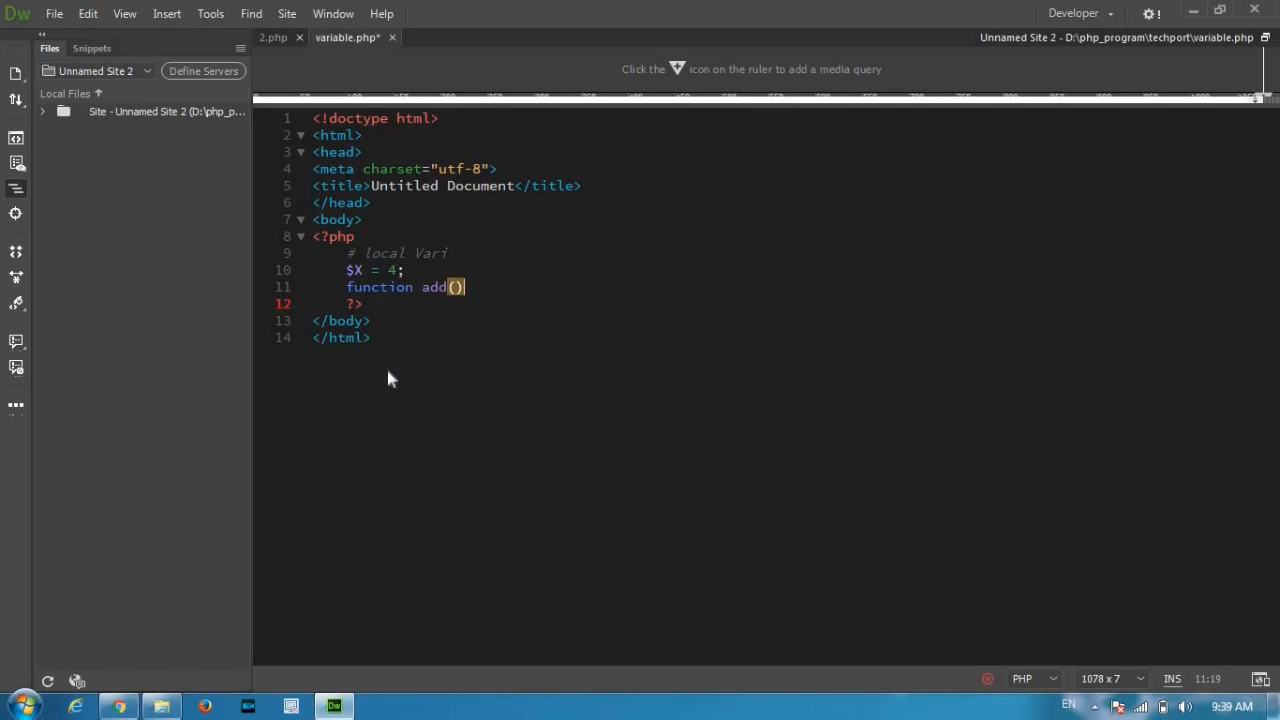 Dw File Edit View Insert Tools Find Site Window Help Developer
2.php variable.php* Unnamed Site 2 - D:\php_program\techport\variable.php
Files Snippets
Unnamed Site 2 Define Servers
Click the icon on the ruler to add a media query
Local Files
Site - Unnamed Site 2 (D:\php_p...
1 <!doctype html>
2 <html>
3 <head>
4 <meta charset="utf-8">
5 <title>Untitled Document</title>
6 </head>
7 <body>
8 <?php
9 # local Vari
10 $X = 4;
11 function add()
12 ?>
13 </body>
14 </html>
PHP 1078 x 7 INS 11:19
Dw EN 9:39 AM